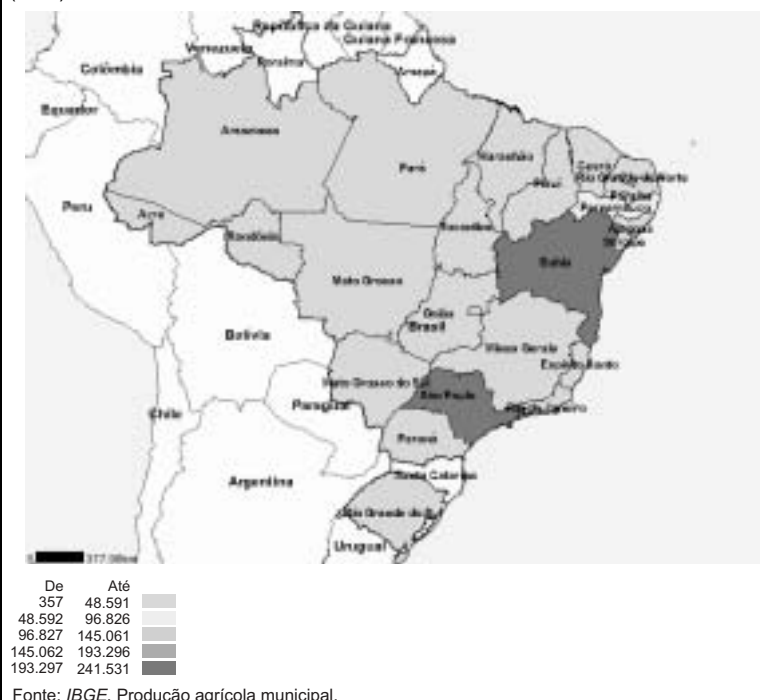 República da Guiana
Guiana Francesa
Venezuela
Roraima
Colômbia
Amapá
Equador
Amazonas
Maranhão
Ceará
Pará
Rio Grande do Norte
Piauí
Peru
Pernambuco
Acre
Tocantins
Alagoas
Rondônia
Sergipe
Bahia
Mato Grosso
Goiás
Brasil
Bolívia
Minas Gerais
Espírito Santo
Mato Grosso do Sul
São Paulo
Chile
Paraguai
Rio de Janeiro
Paraná
Argentina
Santa Catarina
Rio Grande do Sul
Uruguai
De Até
357 48.591
48.592 96.826
96.827 145.061
145.062 193.296
193.297 241.531
Fonte: IBGE. Produção agrícola municipal.